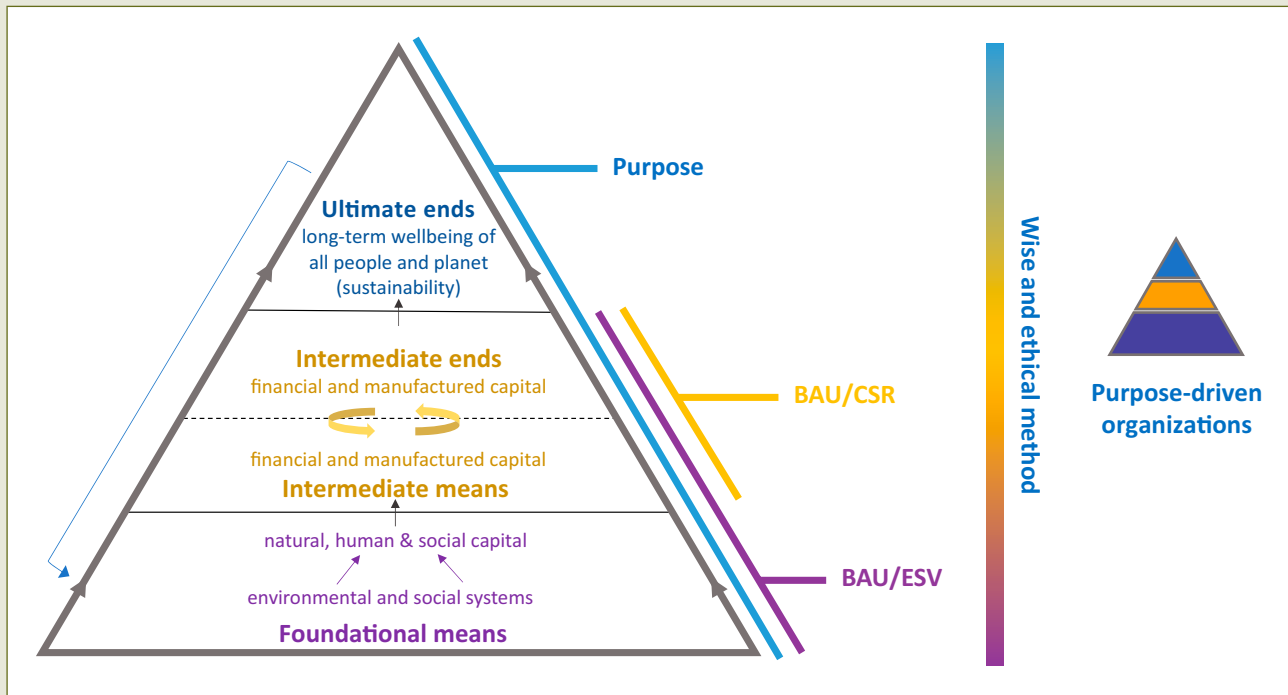 Purpose
Ultimate ends
long-term wellbeing of
all people and planet
(sustainability)
Intermediate ends
financial and manufactured capital
financial and manufactured capital
Intermediate means
natural, human & social capital
environmental and social systems
Foundational means
BAU/CSR
BAU/ESV
Wise and ethical method
Purpose-driven
organizations